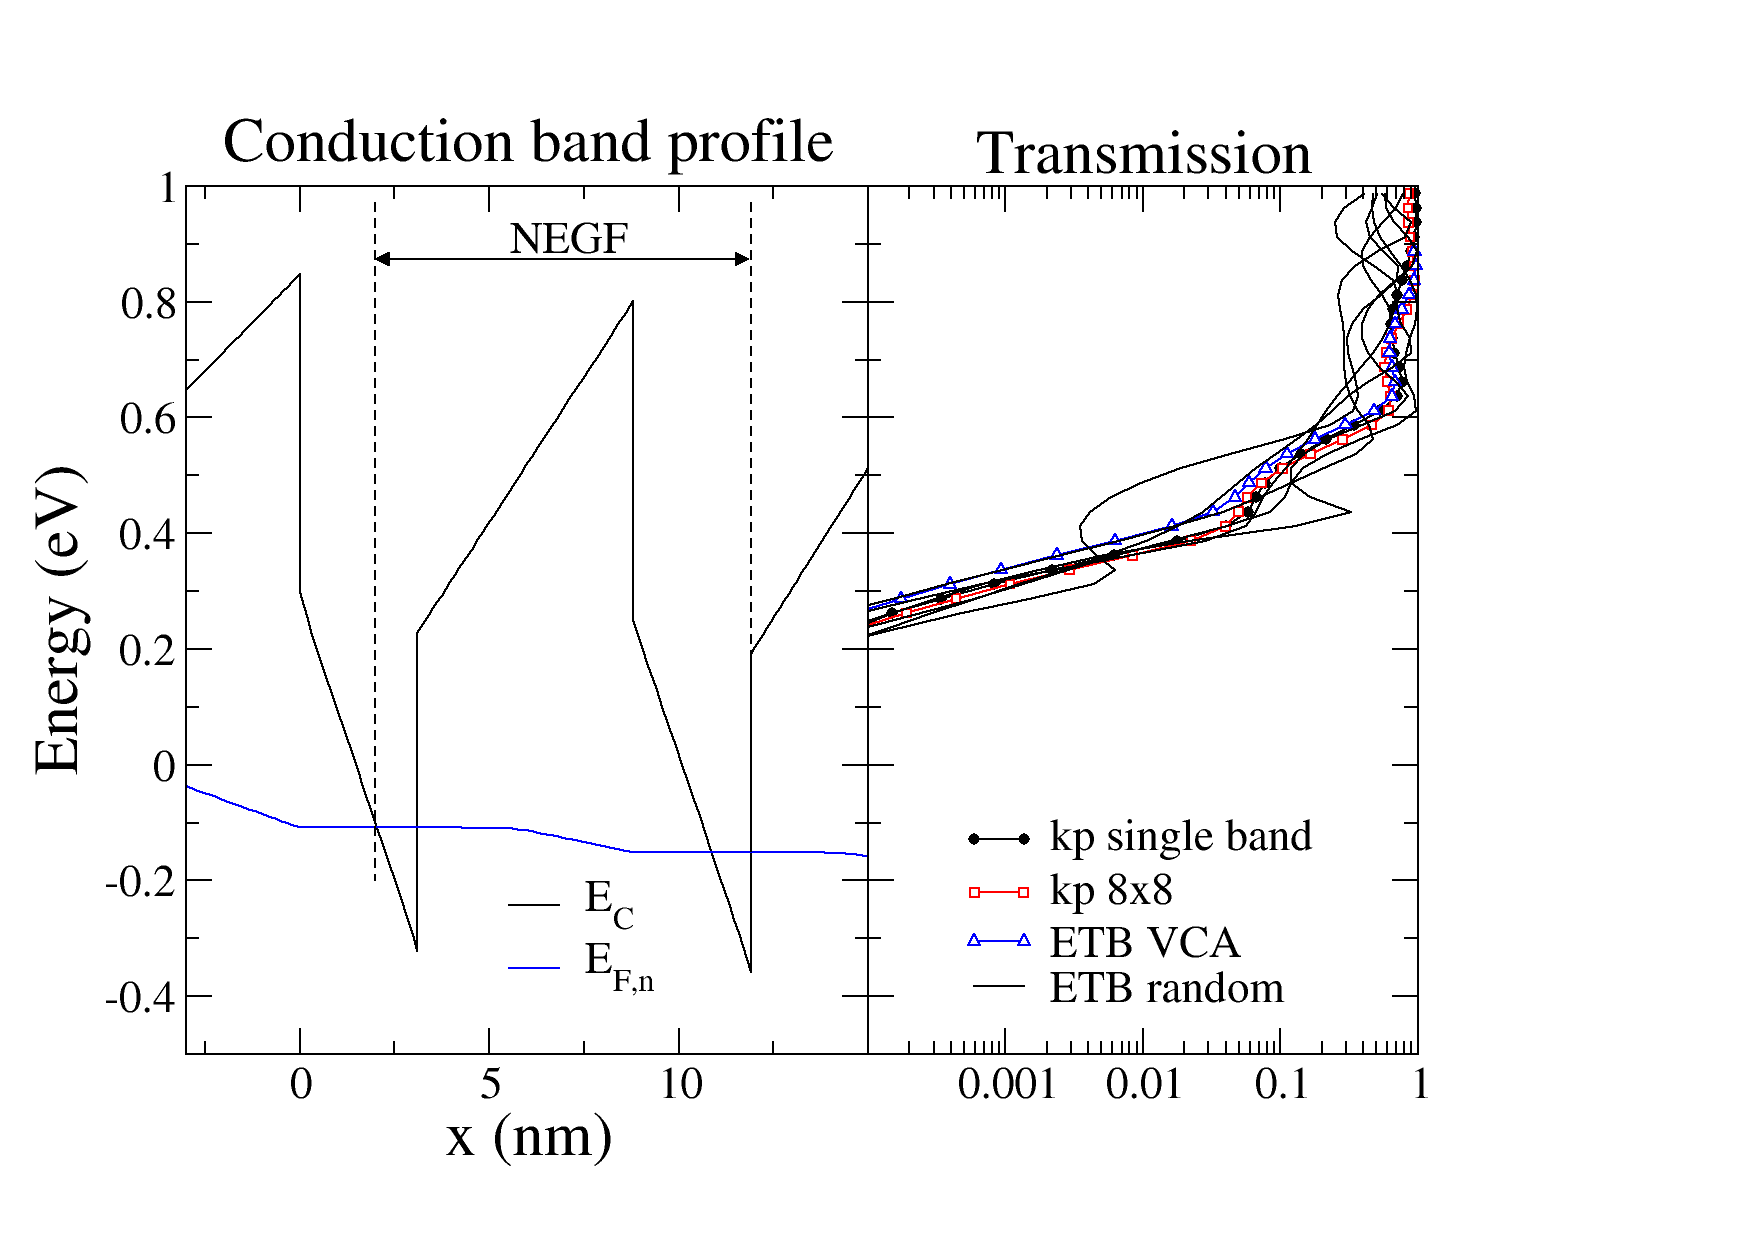 Conduction band profile
Transmission
NEGF
Energy (eV)
1
0.8
0.6
0.4
0.2
0
-0.2
-0.4
E_C
E_F,n
kp single band
kp 8x8
ETB VCA
ETB random
0 5 10
0.001 0.01 0.1 1
x (nm)